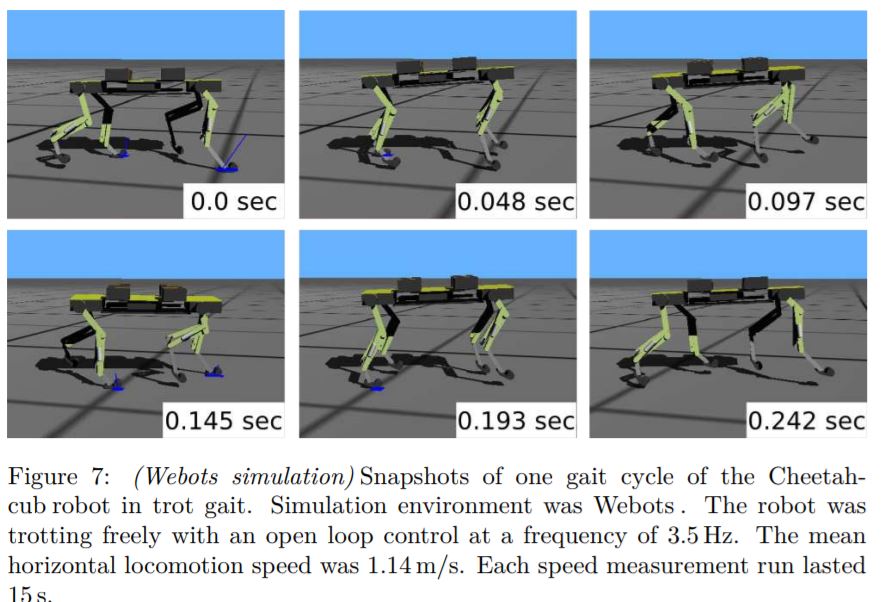 0.0 sec
0.048 sec
0.097 sec
0.145 sec
0.193 sec
0.242 sec
Figure 7: (Webots simulation) Snapshots of one gait cycle of the Cheetah-
cub robot in trot gait. Simulation environment was Webots . The robot was
trotting freely with an open loop control at a frequency of 3.5 Hz. The mean
horizontal locomotion speed was 1.14 m/s. Each speed measurement run lasted
15 s.